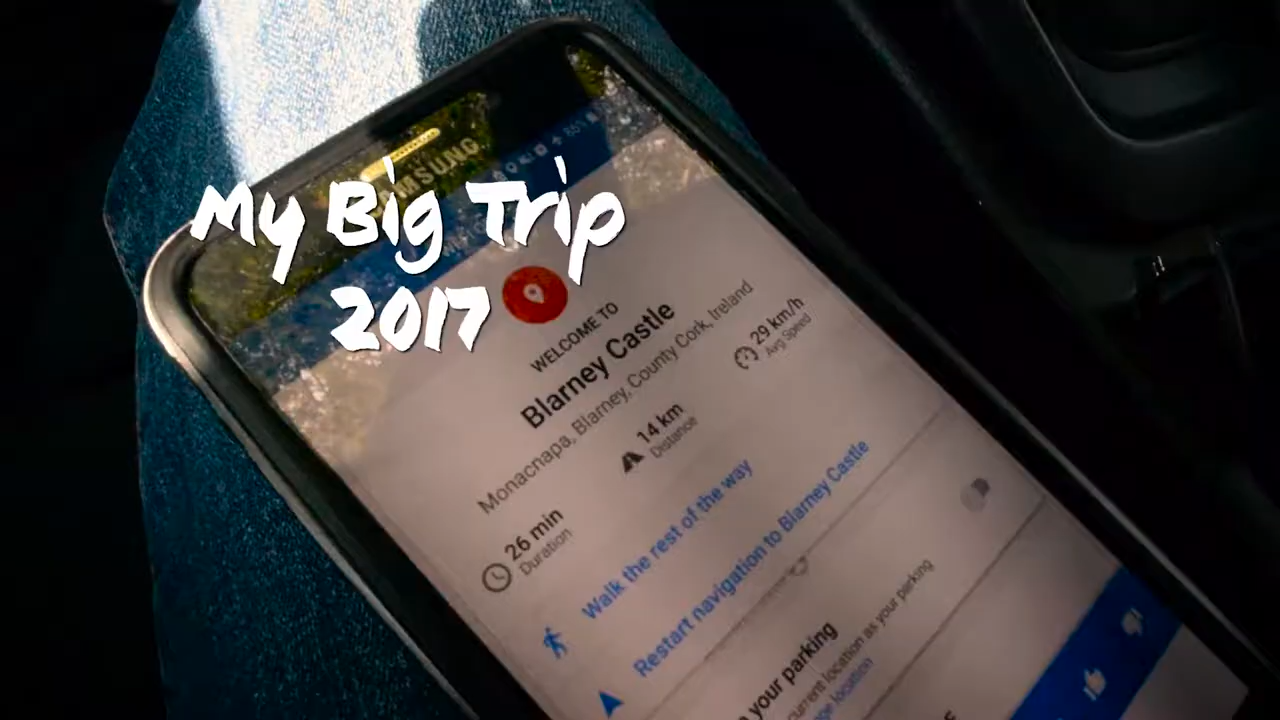 SAMSUNG
85%
My Big Trip
2017
WELCOME TO
Blarney Castle
Monacnapa, Blarney, County Cork, Ireland
26 min
Duration
14 km
Distance
29 km/h
Avg Speed
Walk the rest of the way
Restart navigation to Blarney Castle
your parking
current location as your parking
location